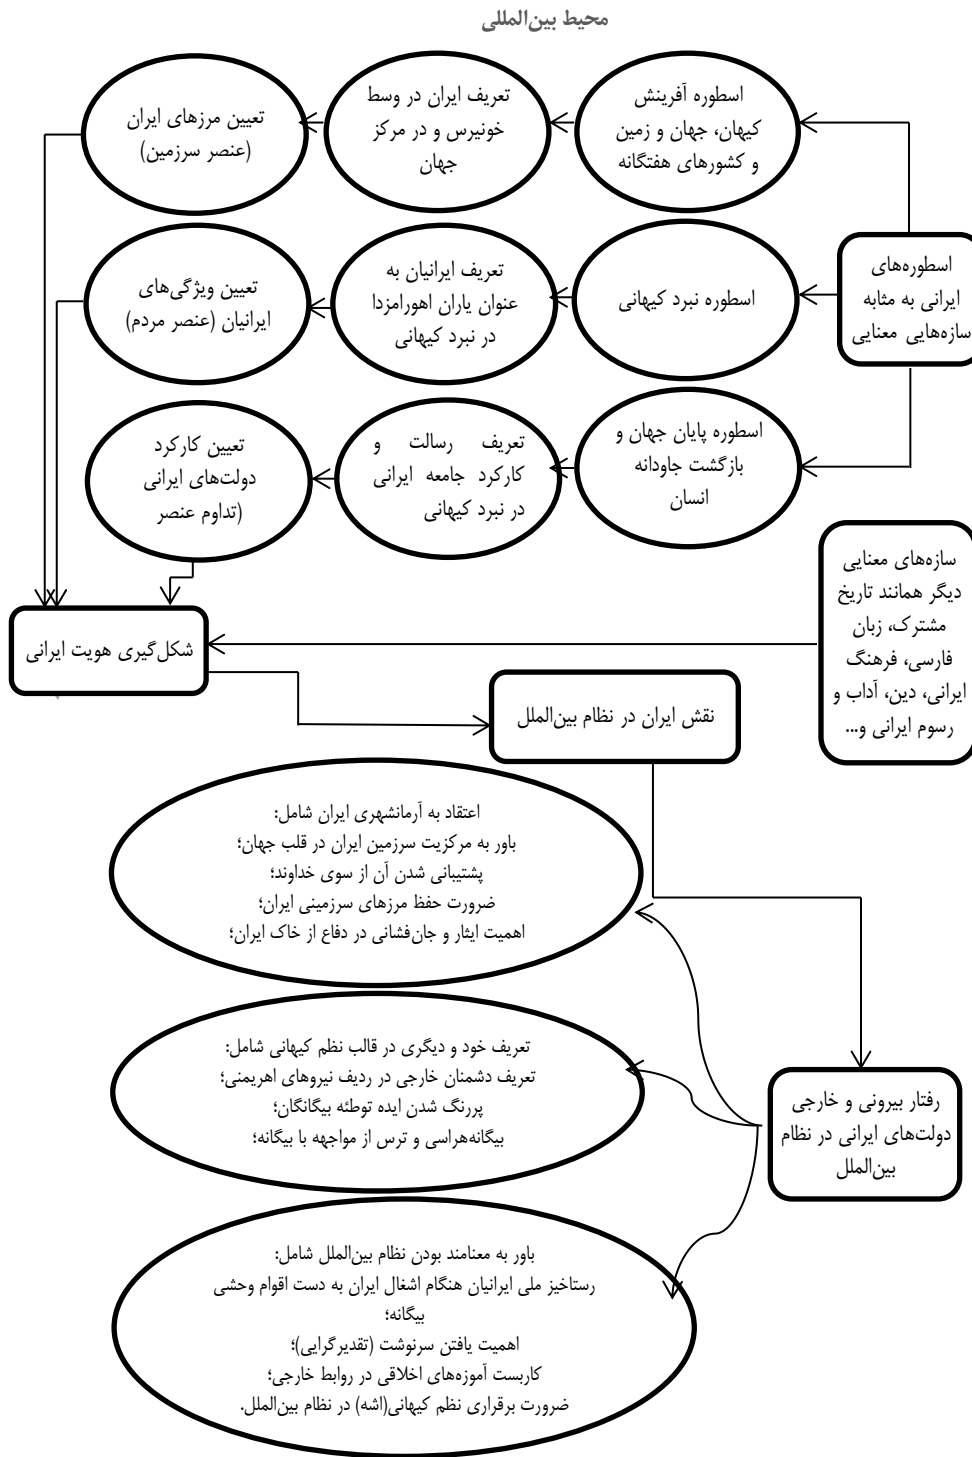 محیط بین‌المللی
اسطوره آفرینش
کیهان، جهان و زمین
و کشورهای هفتگانه
تعریف ایران در وسط
خونیرس و در مرکز
جهان
تعیین مرزهای ایران
(عنصر سرزمین)
اسطوره‌های
ایرانی به مثابه
سازه‌هایی معنایی
اسطوره نبرد کیهانی
تعریف ایرانیان به
عنوان یاران اهورامزدا
در نبرد کیهانی
تعیین ویژگی‌های
ایرانیان (عنصر مردم)
اسطوره پایان جهان و
بازگشت جاودانه
انسان
تعریف رسالت و
کارکرد جامعه ایرانی
در نبرد کیهانی
تعیین کارکرد
دولت‌های ایرانی
(تداوم عنصر
سازه‌های معنایی
دیگر همانند تاریخ
مشترک، زبان
فارسی، فرهنگ
ایرانی، دین، آداب و
رسوم ایرانی و...
شکل‌گیری هویت ایرانی
نقش ایران در نظام بین‌الملل
اعتقاد به آرمانشهری ایران شامل:
باور به مرکزیت سرزمین ایران در قلب جهان؛
پشتیبانی شدن آن از سوی خداوند؛
ضرورت حفظ مرزهای سرزمینی ایران؛
اهمیت ایثار و جان‌فشانی در دفاع از خاک ایران؛
تعریف خود و دیگری در قالب نظم کیهانی شامل:
تعریف دشمنان خارجی در ردیف نیروهای اهریمنی؛
پررنگ شدن ایده توطئه بیگانگان؛
بیگانه‌هراسی و ترس از مواجهه با بیگانه؛
رفتار بیرونی و خارجی
دولت‌های ایرانی در نظام
بین‌الملل
باور به معنامند بودن نظام بین‌الملل شامل:
رستاخیز ملی ایرانیان هنگام اشغال ایران به دست اقوام وحشی
بیگانه؛
اهمیت یافتن سرنوشت (تقدیرگرایی)؛
کاربست آموزه‌های اخلاقی در روابط خارجی؛
ضرورت برقراری نظم کیهانی(اشه) در نظام بین‌الملل.